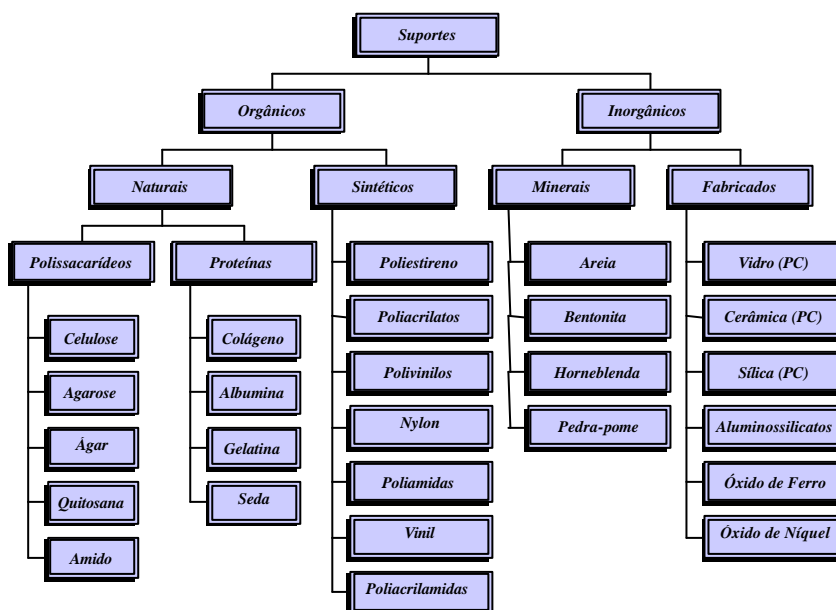 Suportes
Orgânicos
Inorgânicos
Naturais
Sintéticos
Minerais
Fabricados
Polissacarídeos
Proteínas
Celulose
Agarose
Ágar
Quitosana
Amido
Colágeno
Albumina
Gelatina
Seda
Poliestireno
Poliacrilatos
Polivinilos
Nylon
Poliamidas
Vinil
Poliacrilamidas
Areia
Bentonita
Horneblenda
Pedra-pome
Vidro (PC)
Cerâmica (PC)
Sílica (PC)
Aluminossilicatos
Óxido de Ferro
Óxido de Níquel